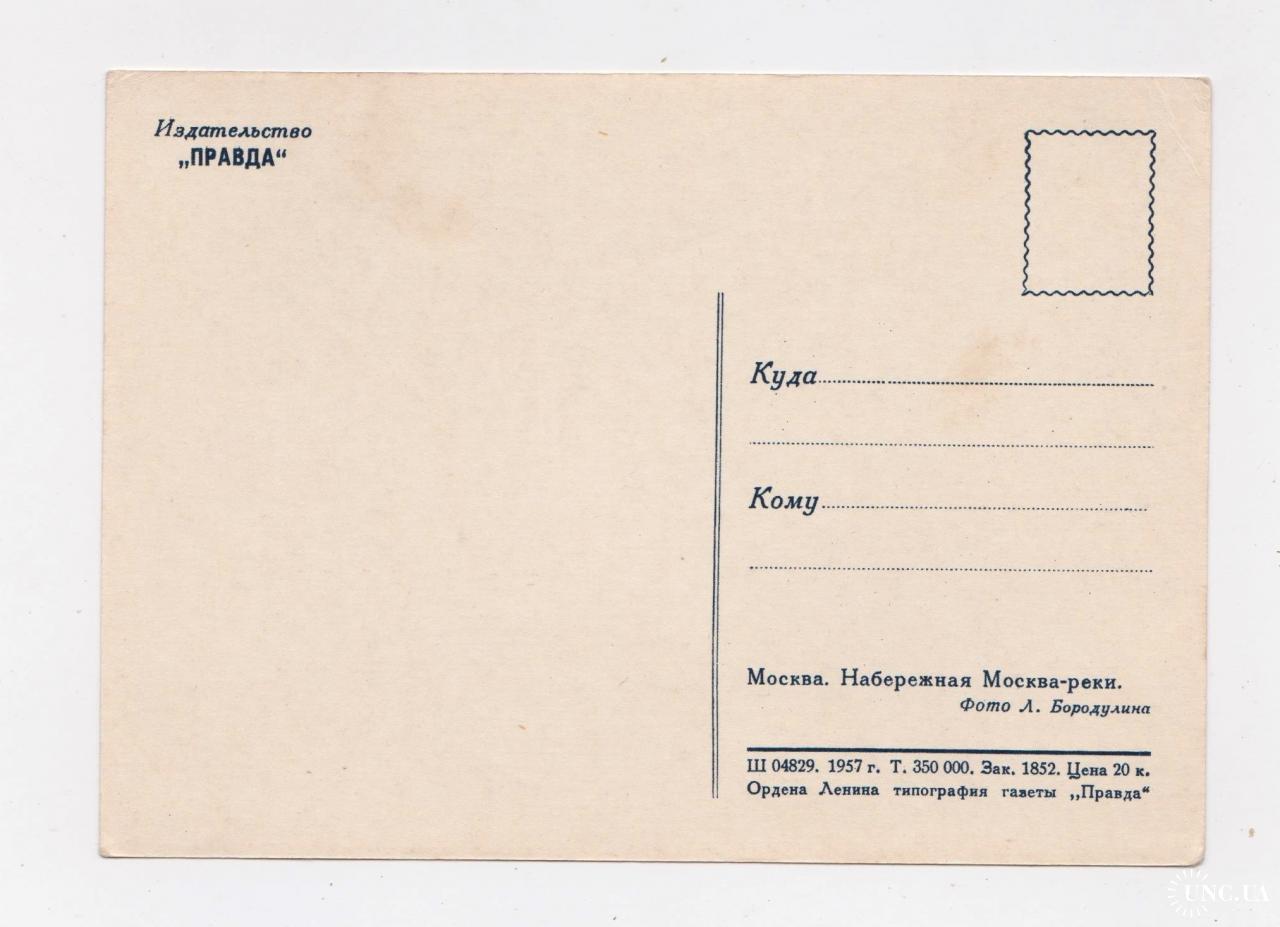 Издательство
„ПРАВДА“
Куда
Кому
Москва. Набережная Москва-реки.
Фото Л. Бородулина
Ш 04829. 1957 г. Т. 350 000. Зак. 1852. Цена 20 к.
Ордена Ленина типография газеты „Правда“
UNC.UA